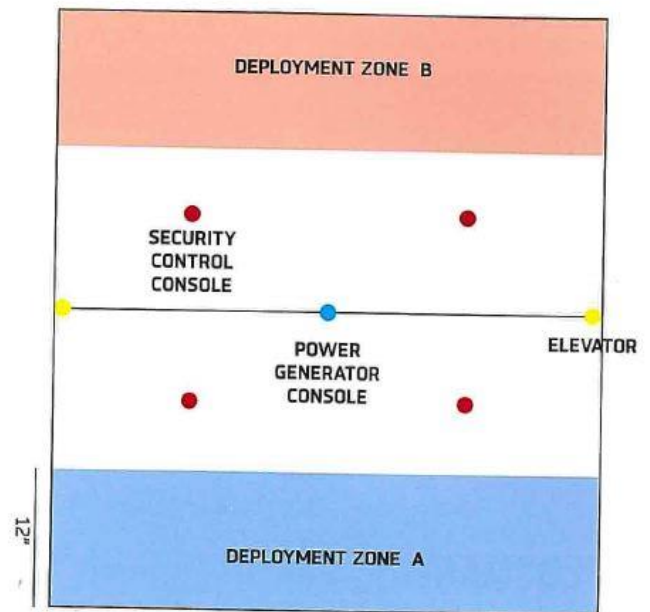 DEPLOYMENT ZONE B
SECURITY
CONTROL
CONSOLE
POWER
GENERATOR
CONSOLE
ELEVATOR
12"
DEPLOYMENT ZONE A